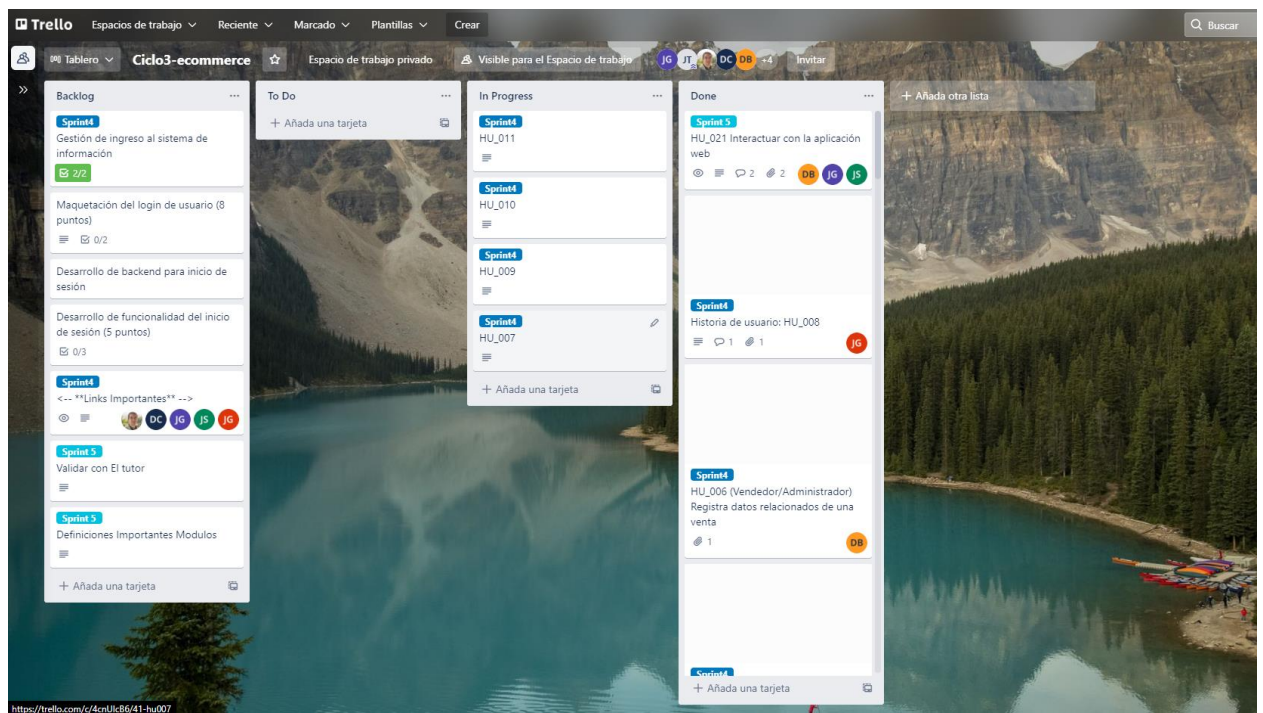 Trello
Espacios de trabajo
Reciente
Marcado
Plantillas
Crear
Buscar
Tablero
Ciclo3-ecommerce
Espacio de trabajo privado
Visible para el Espacio de trabajo
JG
JT
DC
DB
+4
Invitar
Backlog
Sprint4
Gestión de ingreso al sistema de
información
2/2
Maquetación del login de usuario (8
puntos)
0/2
Desarrollo de backend para inicio de
sesión
Desarrollo de funcionalidad del inicio
de sesión (5 puntos)
0/3
Sprint4
<-- **Links Importantes** -->
DC
JG
JS
JG
Sprint 5
Validar con El tutor
Sprint 5
Definiciones Importantes Modulos
+ Añada una tarjeta
To Do
+ Añada una tarjeta
In Progress
Sprint4
HU_011
Sprint4
HU_010
Sprint4
HU_009
Sprint4
HU_007
+ Añada una tarjeta
Done
Sprint 5
HU_021 Interactuar con la aplicación
web
2
2
DB
JG
JS
Sprint4
Historia de usuario: HU_008
1
1
JG
Sprint4
HU_006 (Vendedor/Administrador)
Registra datos relacionados de una
venta
1
DB
Sprint4
+ Añada una tarjeta
+ Añada otra lista
https://trello.com/c/4cnUlcB6/41-hu007